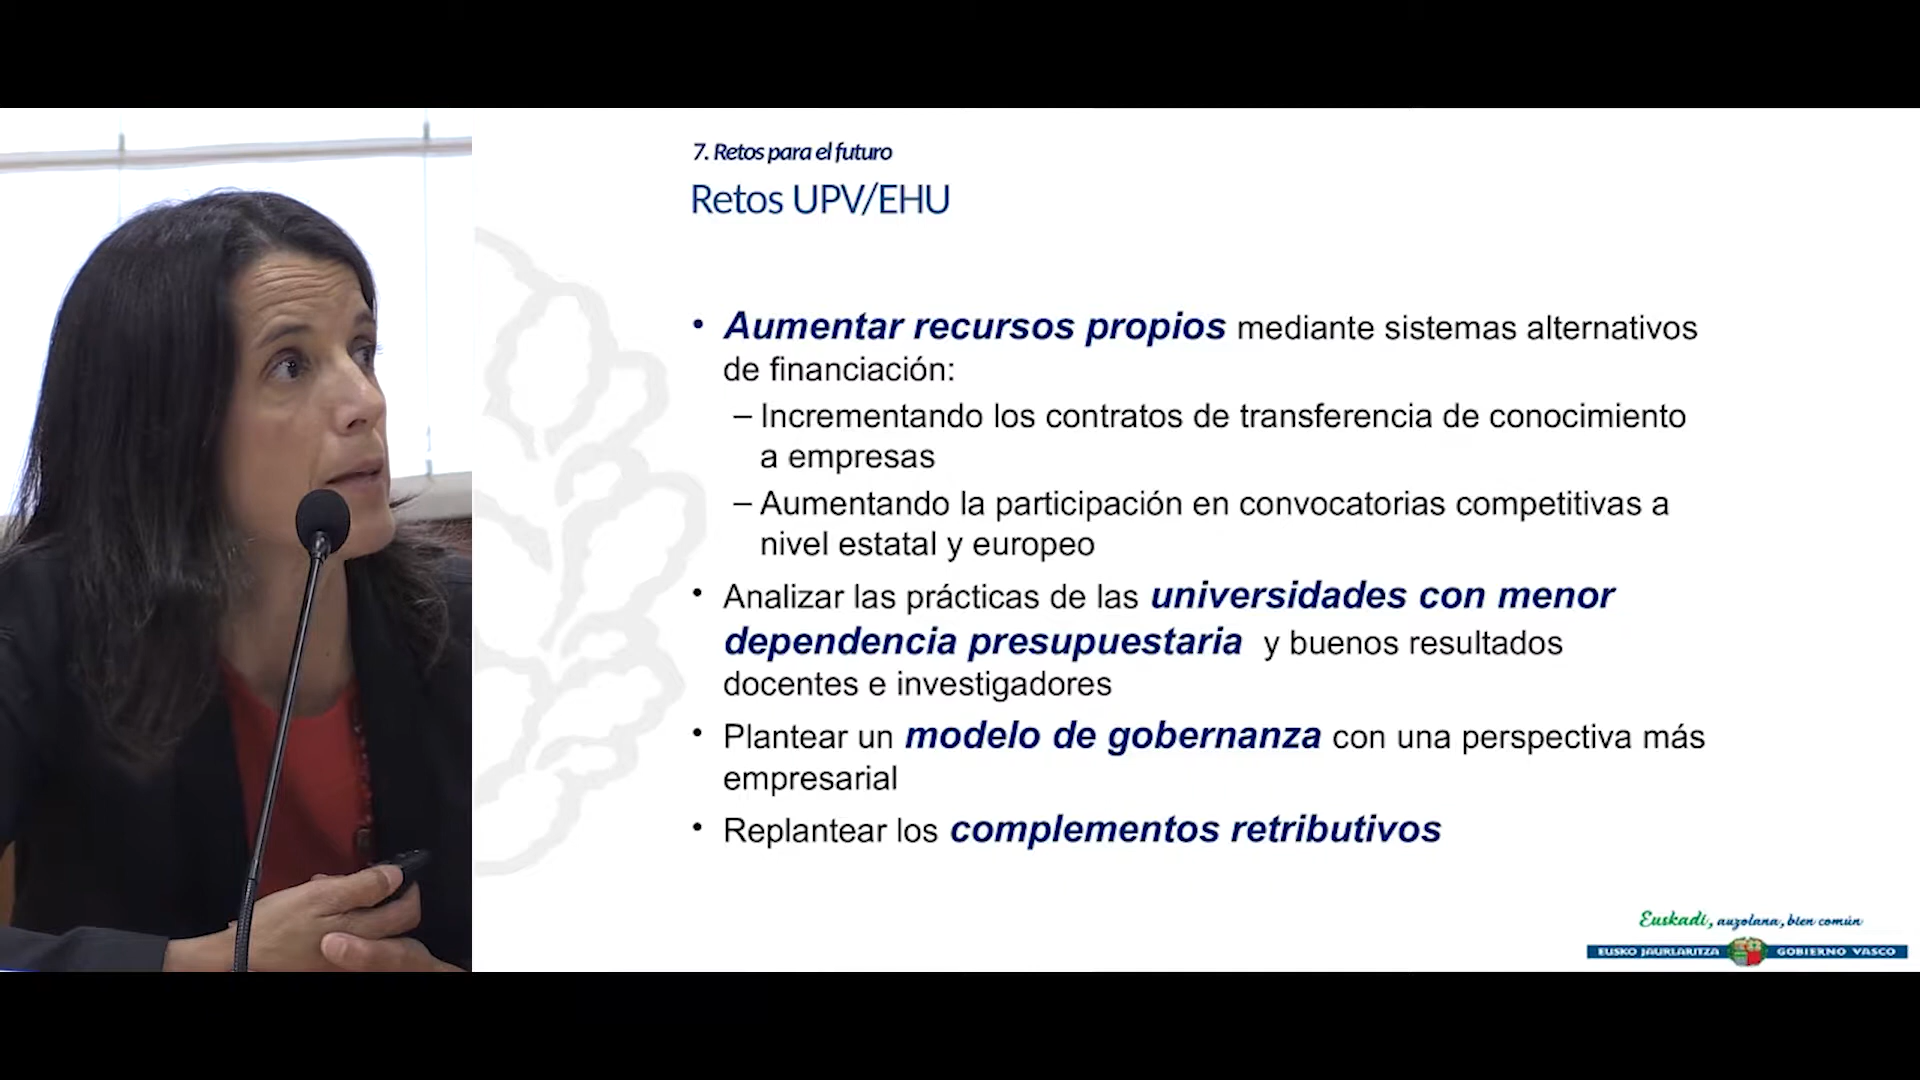 7. Retos para el futuro
Retos UPV/EHU
• Aumentar recursos propios mediante sistemas alternativos
de financiación:
– Incrementando los contratos de transferencia de conocimiento
a empresas
– Aumentando la participación en convocatorias competitivas a
nivel estatal y europeo
• Analizar las prácticas de las universidades con menor
dependencia presupuestaria y buenos resultados
docentes e investigadores
• Plantear un modelo de gobernanza con una perspectiva más
empresarial
• Replantear los complementos retributivos
Euskadi, auzolana, bien común
EUSKO JAURLARITZA GOBIERNO VASCO